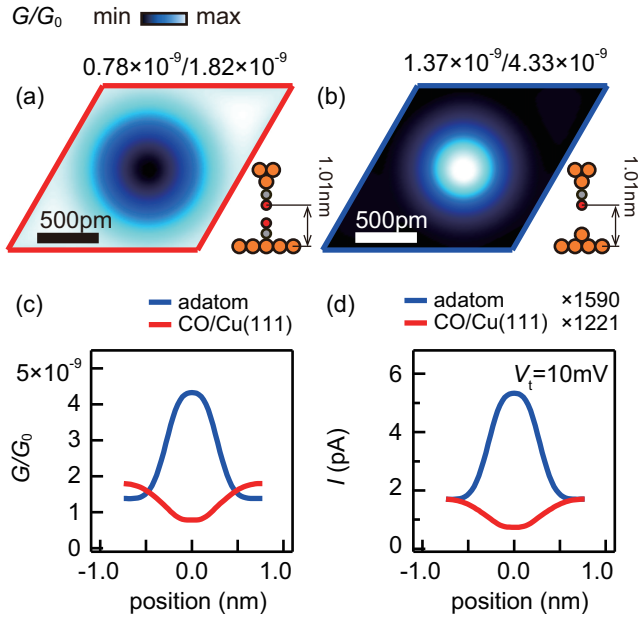 G/G₀ min max
0.78×10⁻⁹/1.82×10⁻⁹
1.37×10⁻⁹/4.33×10⁻⁹
(a)
500pm
1.01nm
(b)
500pm
1.01nm
(c)
adatom
CO/Cu(111)
5×10⁻⁹
4
3
2
1
0
G/G₀
-1.0 0.0 1.0
position (nm)
(d)
adatom ×1590
CO/Cu(111) ×1221
Vₜ=10mV
6
4
2
0
I (pA)
-1.0 0.0 1.0
position (nm)